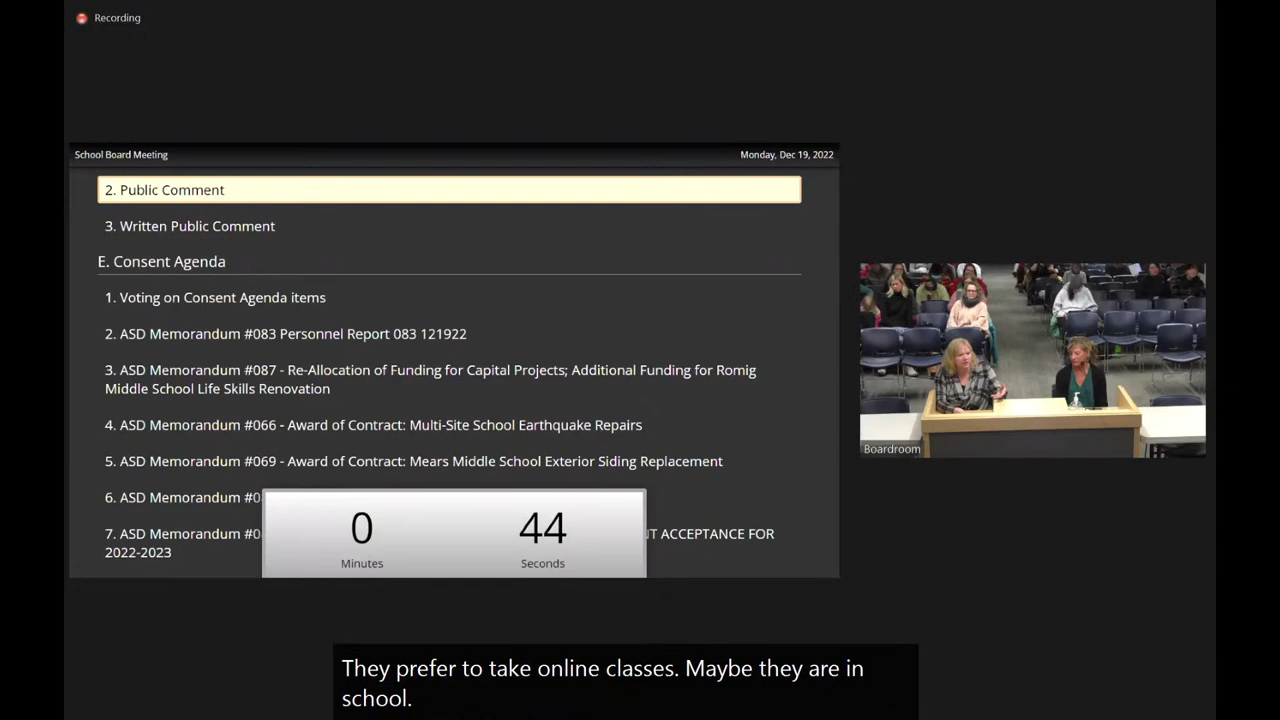 Recording
School Board Meeting
Monday, Dec 19, 2022
2. Public Comment
3. Written Public Comment
E. Consent Agenda
1. Voting on Consent Agenda items
2. ASD Memorandum #083 Personnel Report 083 121922
3. ASD Memorandum #087 - Re-Allocation of Funding for Capital Projects; Additional Funding for Romig
Middle School Life Skills Renovation
4. ASD Memorandum #066 - Award of Contract: Multi-Site School Earthquake Repairs
5. ASD Memorandum #069 - Award of Contract: Mears Middle School Exterior Siding Replacement
6. ASD Memorandum
7. ASD Memorandum ACCEPTANCE FOR
2022-2023
0 44
Minutes Seconds
Boardroom
They prefer to take online classes. Maybe they are in
school.